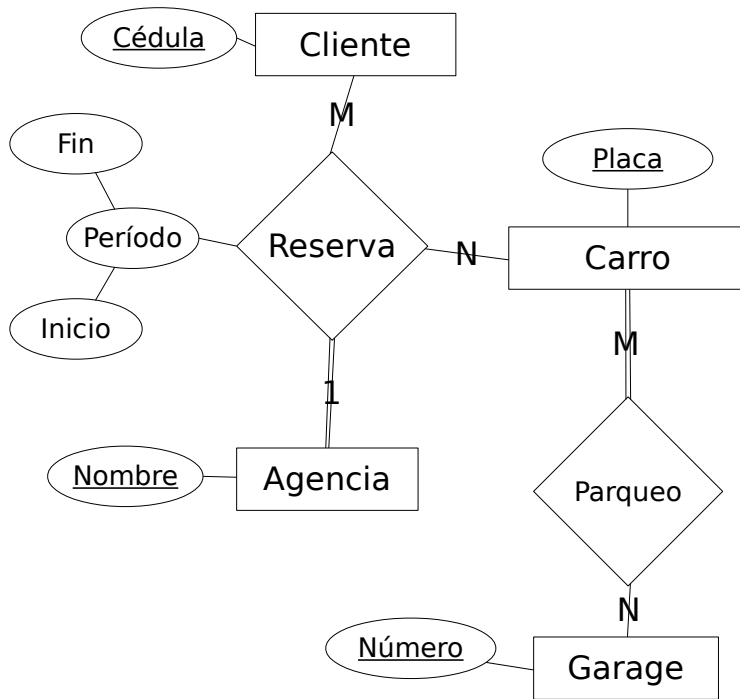 Cédula
Cliente
M
Fin
Placa
Período
Reserva
N
Carro
Inicio
M
1
Nombre
Agencia
Parqueo
N
Número
Garage